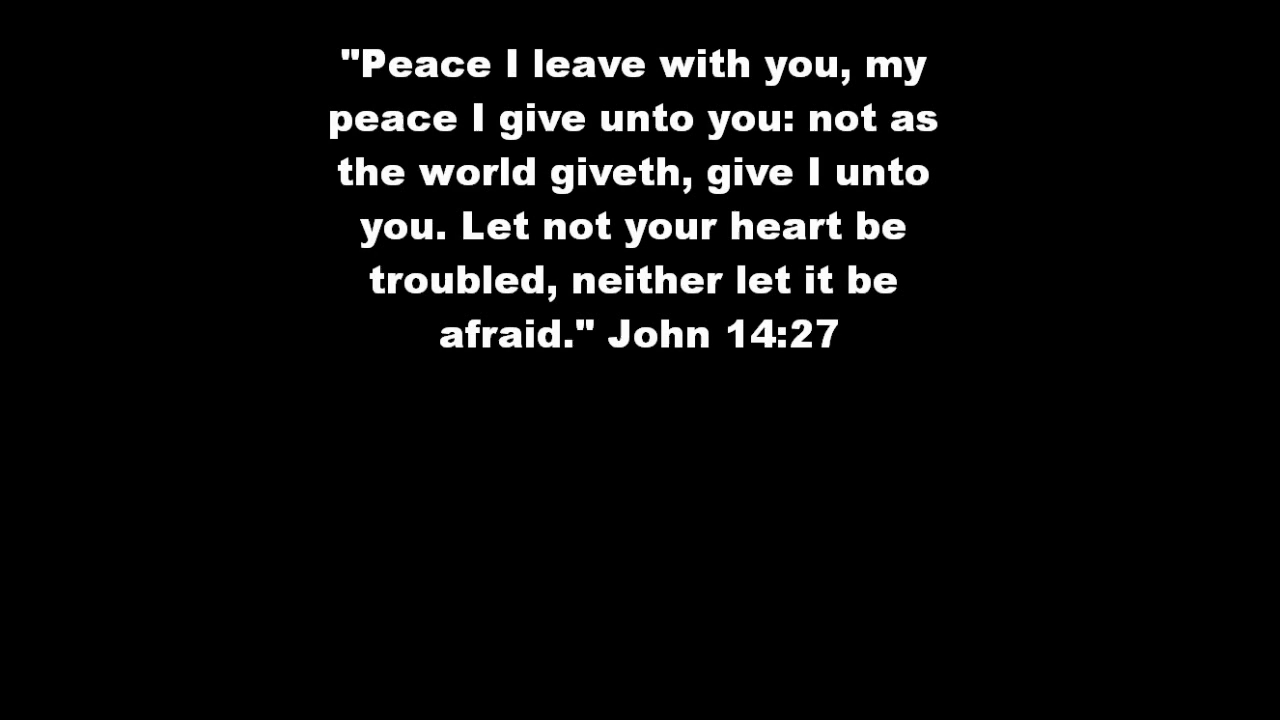 "Peace I leave with you, my
peace I give unto you: not as
the world giveth, give I unto
you. Let not your heart be
troubled, neither let it be
afraid." John 14:27